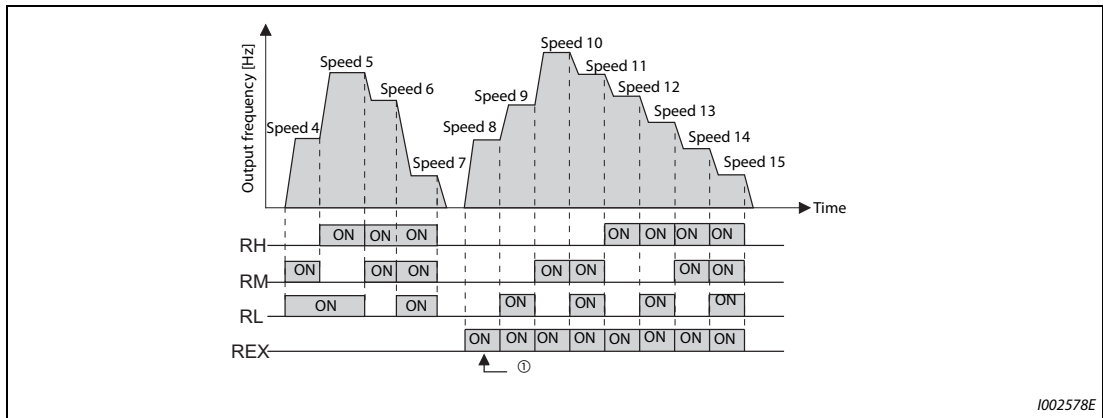 Output frequency [Hz]
Speed 10
Speed 5
Speed 11
Speed 6
Speed 9
Speed 12
Speed 4
Speed 8
Speed 13
Speed 14
Speed 7
Speed 15
Time
RH
ON ON ON ON ON ON ON
RM
ON ON ON ON ON ON ON
RL
ON ON ON ON ON ON
REX
ON ON ON ON ON ON ON ON
①
I002578E